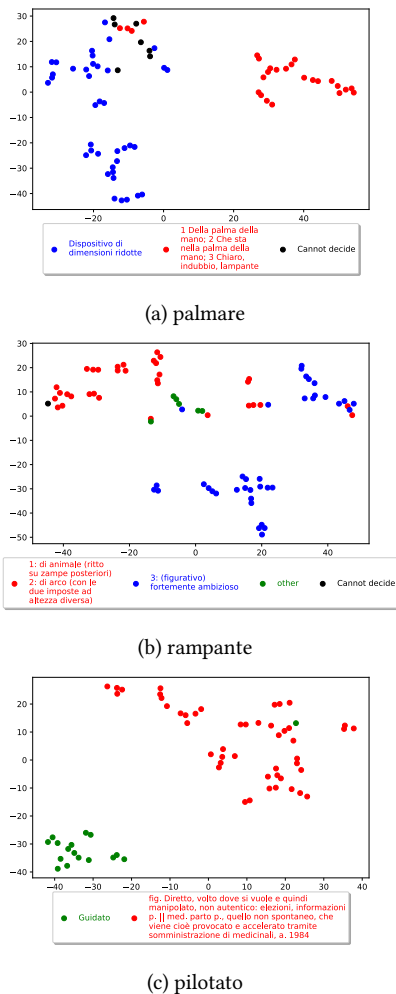 30
20
10
0
−10
−20
−30
−40
−20
0
20
40
Dispositivo di
dimensioni ridotte
1 Della palma della
mano; 2 Che sta
nella palma della
mano; 3 Chiaro,
indubbio, lampante
Cannot decide
(a) palmare
30
20
10
0
−10
−20
−30
−40
−50
−40
−20
0
20
40
1: di animale (ritto
su zampe posteriori)
2: di arco (con le
due imposte ad
altezza diversa)
3: (figurativo)
fortemente ambizioso
other
Cannot decide
(b) rampante
20
10
0
−10
−20
−30
−40
−40
−30
−20
−10
0
10
20
30
40
Guidato
fig. Diretto, volto dove si vuole e quindi
manipolato, non autentico: elezioni, informazioni
p. || med. parto p., quello non spontaneo, che
viene cioè provocato e accelerato tramite
somministrazione di medicinali, a. 1984
(c) pilotato